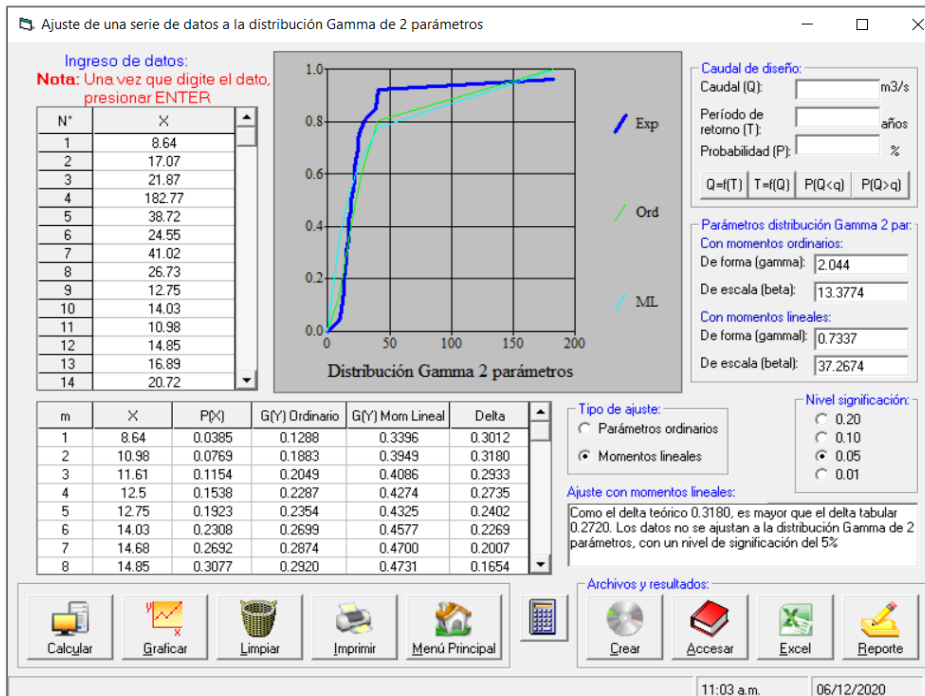 Ajuste de una serie de datos a la distribución Gamma de 2 parámetros
Ingreso de datos:
Nota: Una vez que digite el dato,
presionar ENTER
N° X
1 8.64
2 17.07
3 21.87
4 182.77
5 38.72
6 24.55
7 41.02
8 26.73
9 12.75
10 14.03
11 10.98
12 14.85
13 16.89
14 20.72
1.0
0.8
0.6
0.4
0.2
0.0
0 50 100 150 200
Exp
Ord
ML
Distribución Gamma 2 parámetros
Caudal de diseño:
Caudal (Q): m3/s
Período de
retorno (T): años
Probabilidad (P): %
Q=f(T) T=f(Q) P(Q<q) P(Q>q)
Parámetros distribución Gamma 2 par:
Con momentos ordinarios:
De forma (gamma): 2.044
De escala (beta): 13.3774
Con momentos lineales:
De forma (gammal): 0.7337
De escala (betal): 37.2674
m X P(X) G(Y) Ordinario G(Y) Mom Lineal Delta
1 8.64 0.0385 0.1288 0.3396 0.3012
2 10.98 0.0769 0.1883 0.3949 0.3180
3 11.61 0.1154 0.2049 0.4086 0.2933
4 12.5 0.1538 0.2287 0.4274 0.2735
5 12.75 0.1923 0.2354 0.4325 0.2402
6 14.03 0.2308 0.2699 0.4577 0.2269
7 14.68 0.2692 0.2874 0.4700 0.2007
8 14.85 0.3077 0.2920 0.4731 0.1654
Tipo de ajuste:
Parámetros ordinarios
Momentos lineales
Nivel significación:
0.20
0.10
0.05
0.01
Ajuste con momentos lineales:
Como el delta teórico 0.3180, es mayor que el delta tabular
0.2720. Los datos no se ajustan a la distribución Gamma de 2
parámetros, con un nivel de significación del 5%
Calcular Graficar Limpiar Imprimir Menú Principal
Archivos y resultados:
Crear Accesar Excel Reporte
11:03 a.m. 06/12/2020